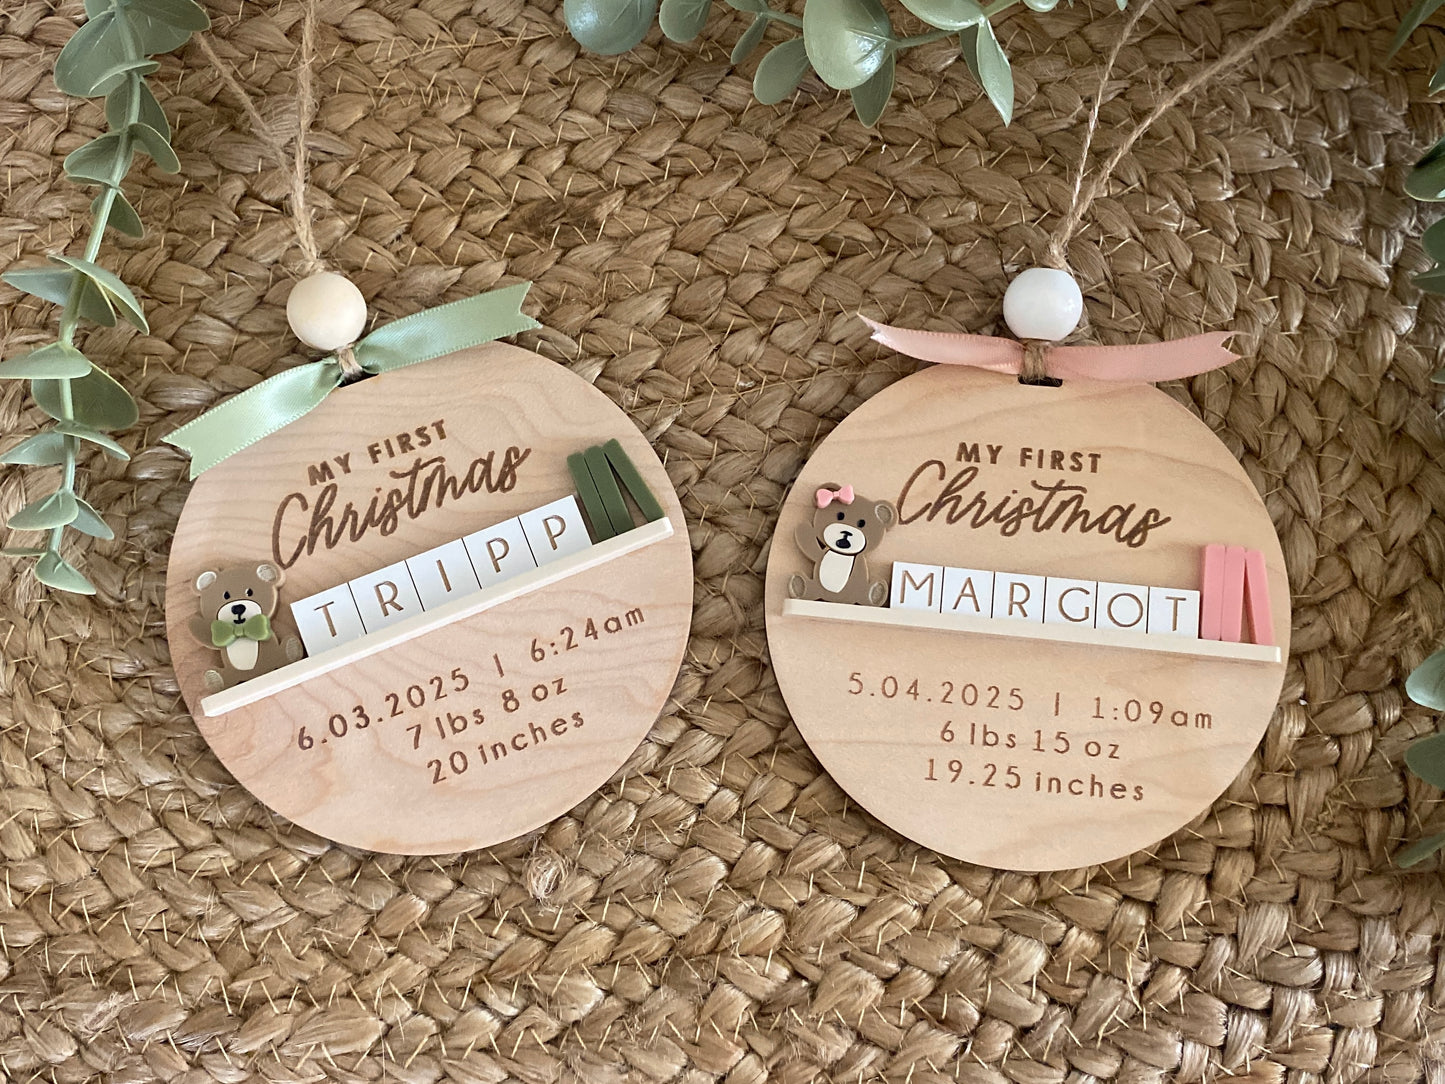 MY FIRST
Christmas
TRIPP
6.03.2025 | 6:24am
7 lbs 8 oz
20 inches
MY FIRST
Christmas
MARGOT
5.04.2025 | 1:09am
6 lbs 15 oz
19.25 inches